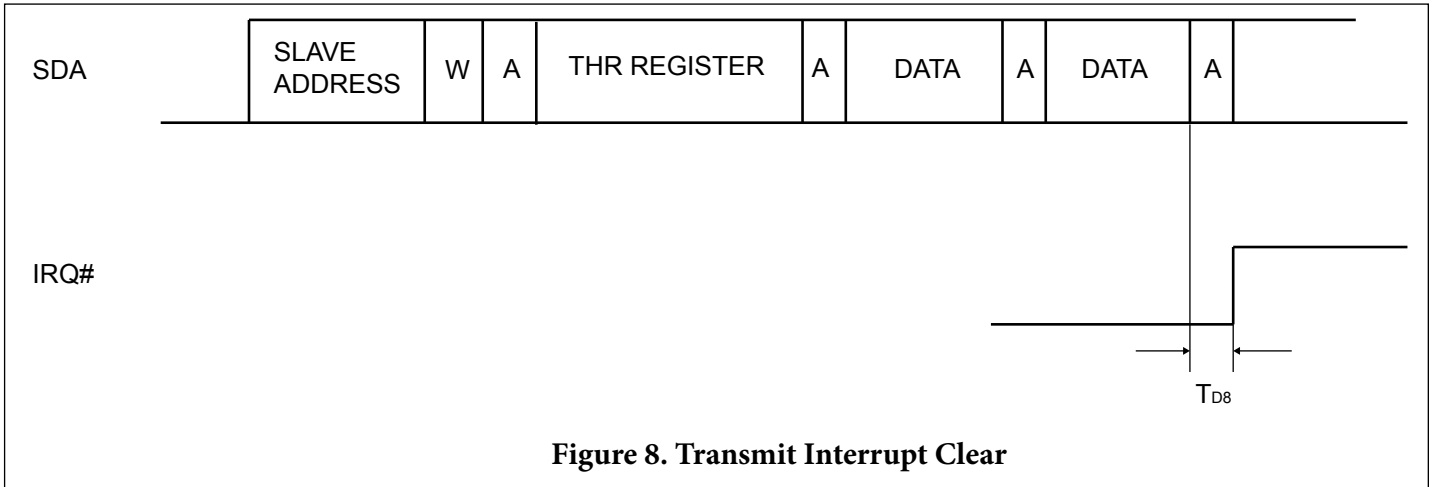 SDA
SLAVE
ADDRESS
W
A
THR REGISTER
A
DATA
A
DATA
A
IRQ#
TD8
Figure 8. Transmit Interrupt Clear